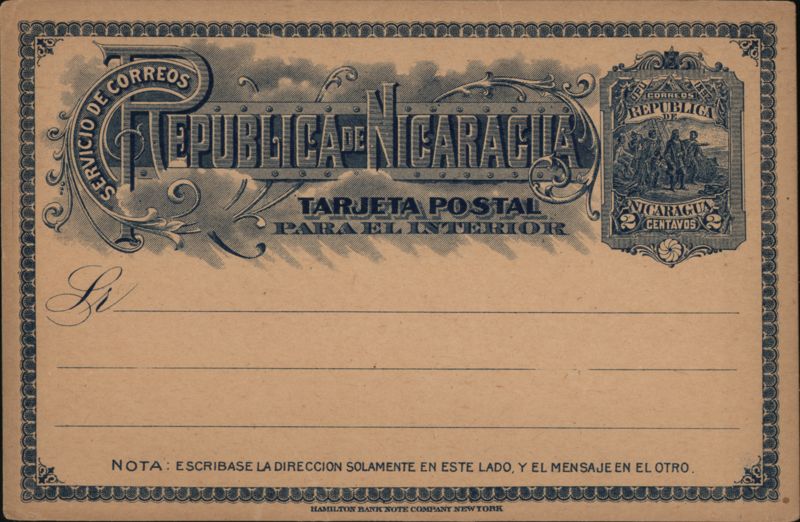 SERVICIO DE CORREOS
REPUBLICA DE NICARAGUA
TARJETA POSTAL
PARA EL INTERIOR
CORREOS
REPUBLICA
DE
NICARAGUA
2 CENTAVOS 2
Sr
NOTA: ESCRIBASE LA DIRECCION SOLAMENTE EN ESTE LADO, Y EL MENSAJE EN EL OTRO.
HAMILTON BANK NOTE COMPANY NEW YORK